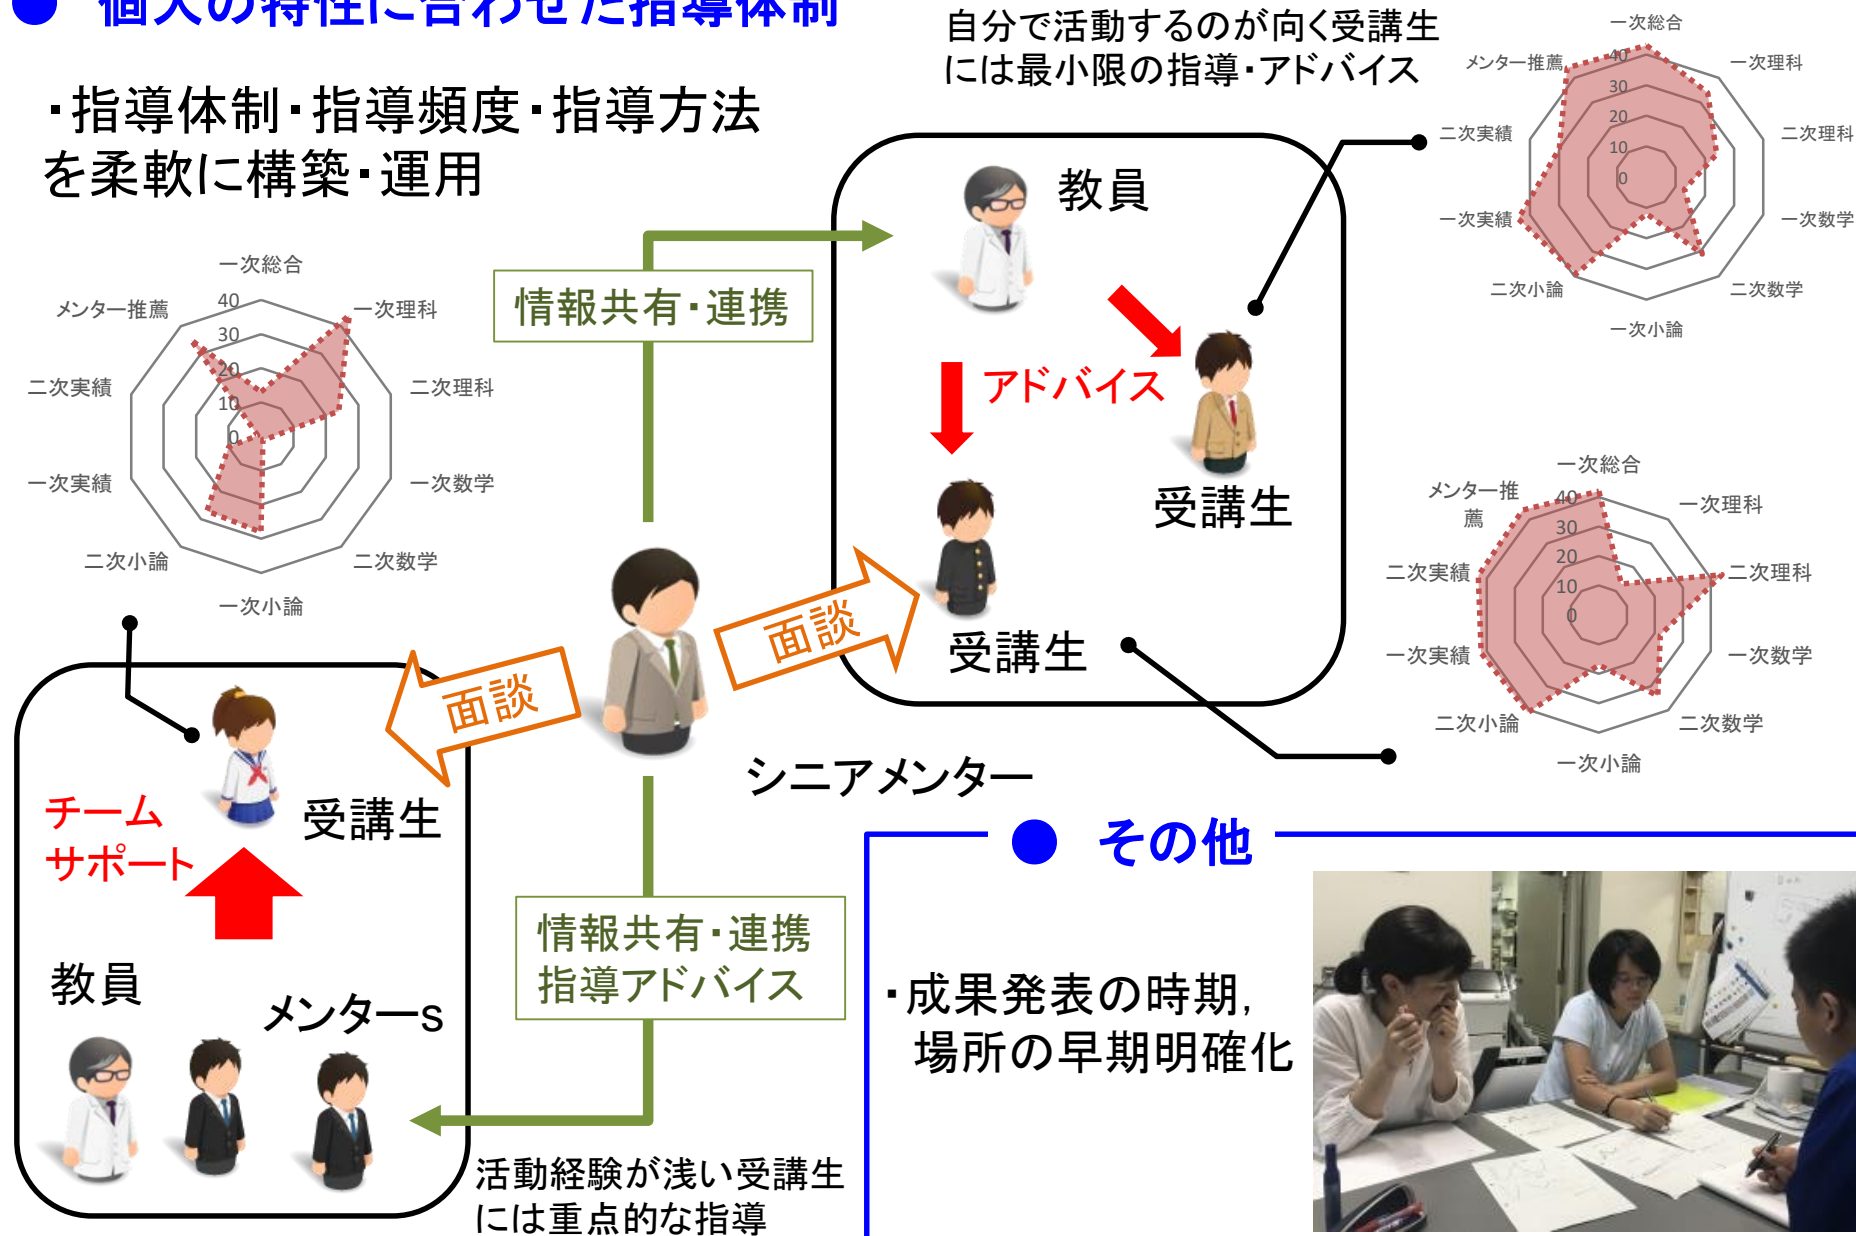 ● 個人の特性に合わせた指導体制
・指導体制・指導頻度・指導方法
を柔軟に構築・運用
自分で活動するのが向く受講生
には最小限の指導・アドバイス
一次総合
一次理科
二次理科
一次数学
二次数学
一次小論
二次小論
一次実績
二次実績
メンター推薦
40
30
20
10
0
教員
アドバイス
受講生
受講生
情報共有・連携
一次総合
一次理科
二次理科
一次数学
二次数学
一次小論
二次小論
一次実績
二次実績
メンター推薦
40
30
20
10
0
一次総合
一次理科
二次理科
一次数学
二次数学
一次小論
二次小論
一次実績
二次実績
メンター推
薦
40
30
20
10
0
面談
面談
シニアメンター
受講生
チーム
サポート
教員
メンターs
情報共有・連携
指導アドバイス
活動経験が浅い受講生
には重点的な指導
● その他
・成果発表の時期,
場所の早期明確化